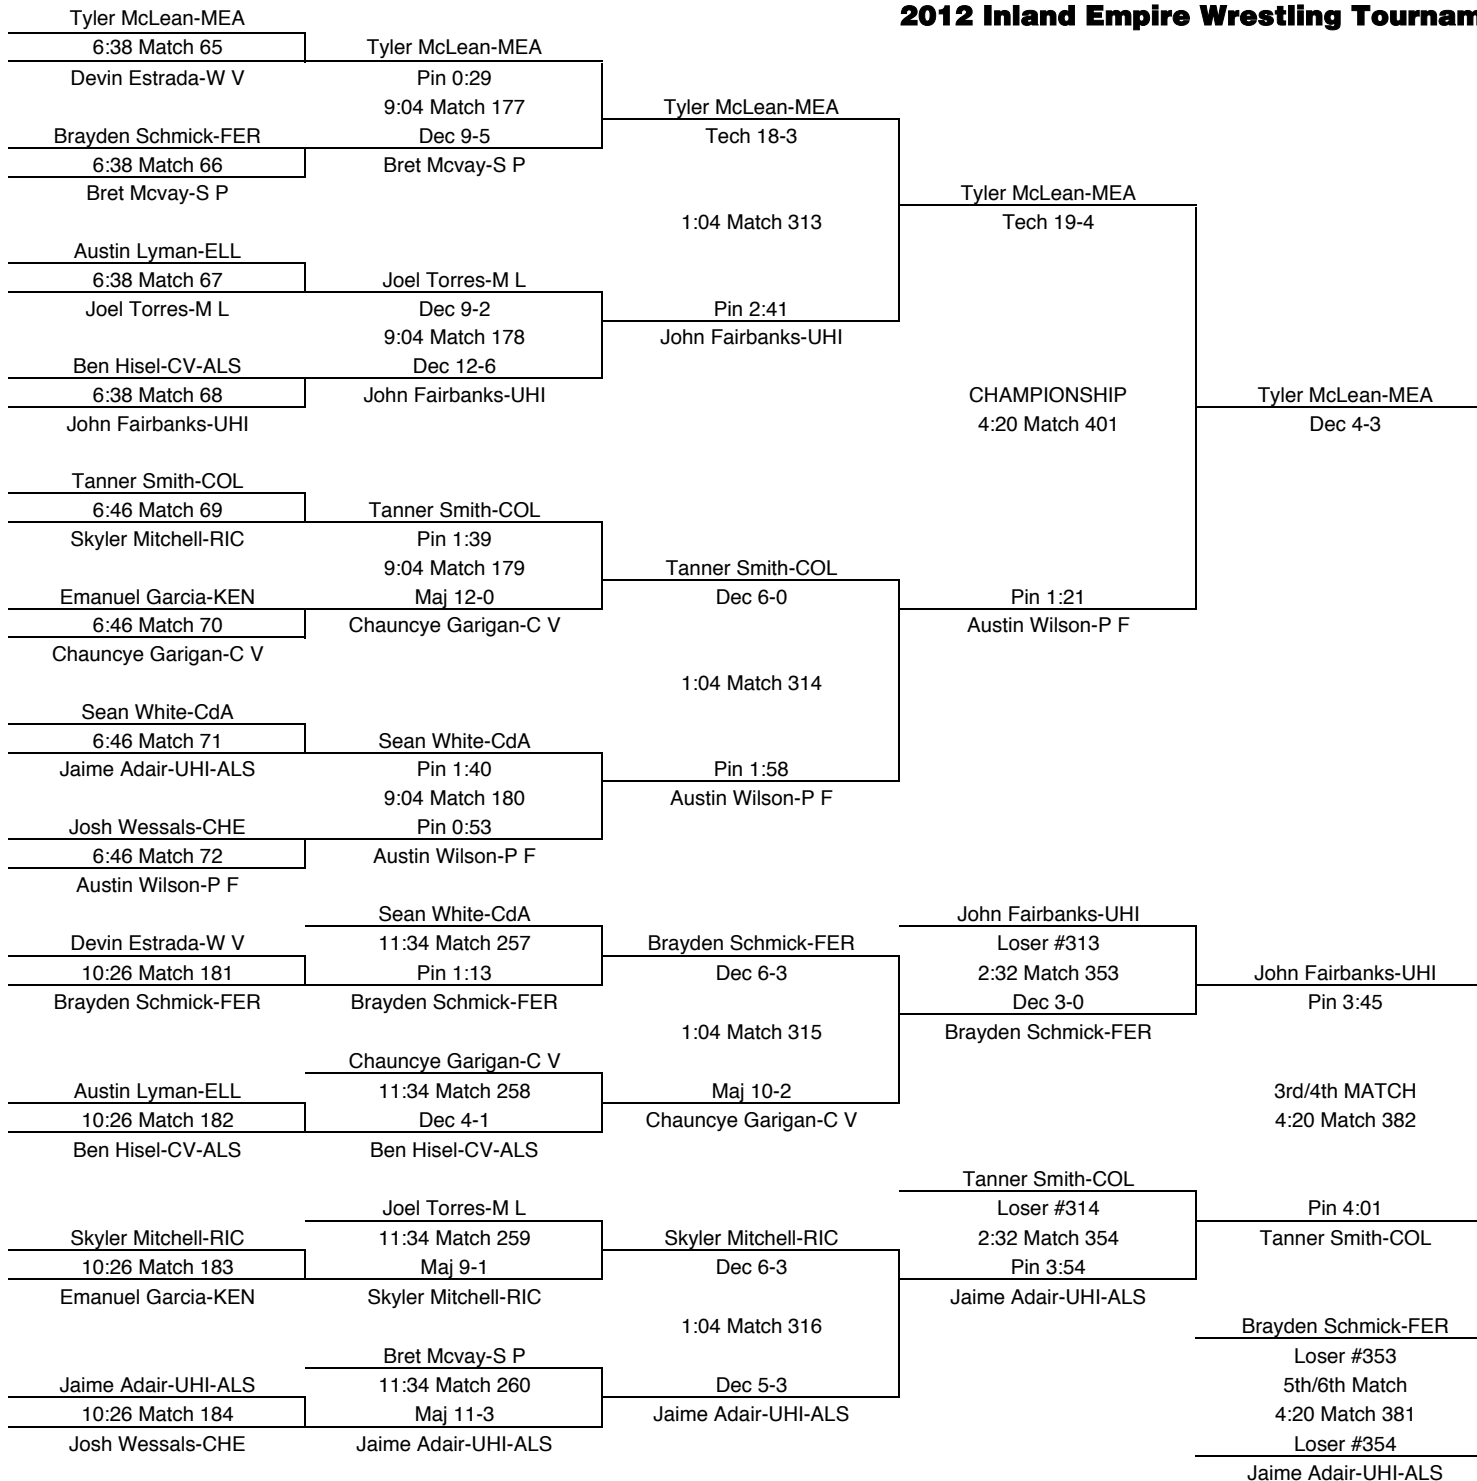 2012 Inland Empire Wrestling Tournam
Tyler McLean-MEA
6:38 Match 65
Devin Estrada-W V
Brayden Schmick-FER
6:38 Match 66
Bret Mcvay-S P
Austin Lyman-ELL
6:38 Match 67
Joel Torres-M L
Ben Hisel-CV-ALS
6:38 Match 68
John Fairbanks-UHI
Tanner Smith-COL
6:46 Match 69
Skyler Mitchell-RIC
Emanuel Garcia-KEN
6:46 Match 70
Chauncye Garigan-C V
Sean White-CdA
6:46 Match 71
Jaime Adair-UHI-ALS
Josh Wessals-CHE
6:46 Match 72
Austin Wilson-P F
Tyler McLean-MEA
Pin 0:29
9:04 Match 177
Dec 9-5
Bret Mcvay-S P
Joel Torres-M L
Dec 9-2
9:04 Match 178
Dec 12-6
John Fairbanks-UHI
Tanner Smith-COL
Pin 1:39
9:04 Match 179
Maj 12-0
Chauncye Garigan-C V
Sean White-CdA
Pin 1:40
9:04 Match 180
Pin 0:53
Austin Wilson-P F
Tyler McLean-MEA
Tech 18-3
1:04 Match 313
Pin 2:41
John Fairbanks-UHI
Tanner Smith-COL
Dec 6-0
1:04 Match 314
Pin 1:58
Austin Wilson-P F
Tyler McLean-MEA
Tech 19-4
CHAMPIONSHIP
4:20 Match 401
Pin 1:21
Austin Wilson-P F
Tyler McLean-MEA
Dec 4-3
Devin Estrada-W V
10:26 Match 181
Brayden Schmick-FER
Austin Lyman-ELL
10:26 Match 182
Ben Hisel-CV-ALS
Skyler Mitchell-RIC
10:26 Match 183
Emanuel Garcia-KEN
Jaime Adair-UHI-ALS
10:26 Match 184
Josh Wessals-CHE
Sean White-CdA
11:34 Match 257
Pin 1:13
Brayden Schmick-FER
Chauncye Garigan-C V
11:34 Match 258
Dec 4-1
Ben Hisel-CV-ALS
Joel Torres-M L
11:34 Match 259
Maj 9-1
Skyler Mitchell-RIC
Bret Mcvay-S P
11:34 Match 260
Maj 11-3
Jaime Adair-UHI-ALS
Brayden Schmick-FER
Dec 6-3
1:04 Match 315
Maj 10-2
Chauncye Garigan-C V
Skyler Mitchell-RIC
Dec 6-3
1:04 Match 316
Dec 5-3
Jaime Adair-UHI-ALS
John Fairbanks-UHI
Loser #313
2:32 Match 353
Dec 3-0
Brayden Schmick-FER
Tanner Smith-COL
Loser #314
2:32 Match 354
Pin 3:54
Jaime Adair-UHI-ALS
John Fairbanks-UHI
Pin 3:45
3rd/4th MATCH
4:20 Match 382
Pin 4:01
Tanner Smith-COL
Brayden Schmick-FER
Loser #353
5th/6th Match
4:20 Match 381
Loser #354
Jaime Adair-UHI-ALS